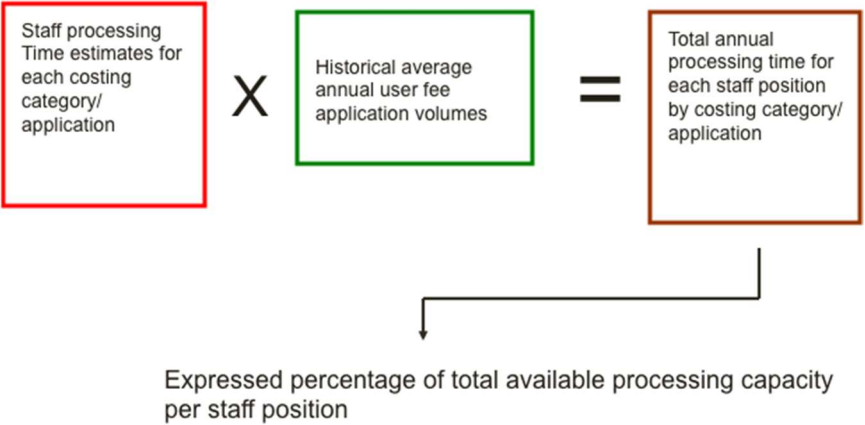 Staff processing
Time estimates for
each costing
category/
application
X
Historical average
annual user fee
application volumes
=
Total annual
processing time for
each staff position
by costing category/
application
Expressed percentage of total available processing capacity
per staff position